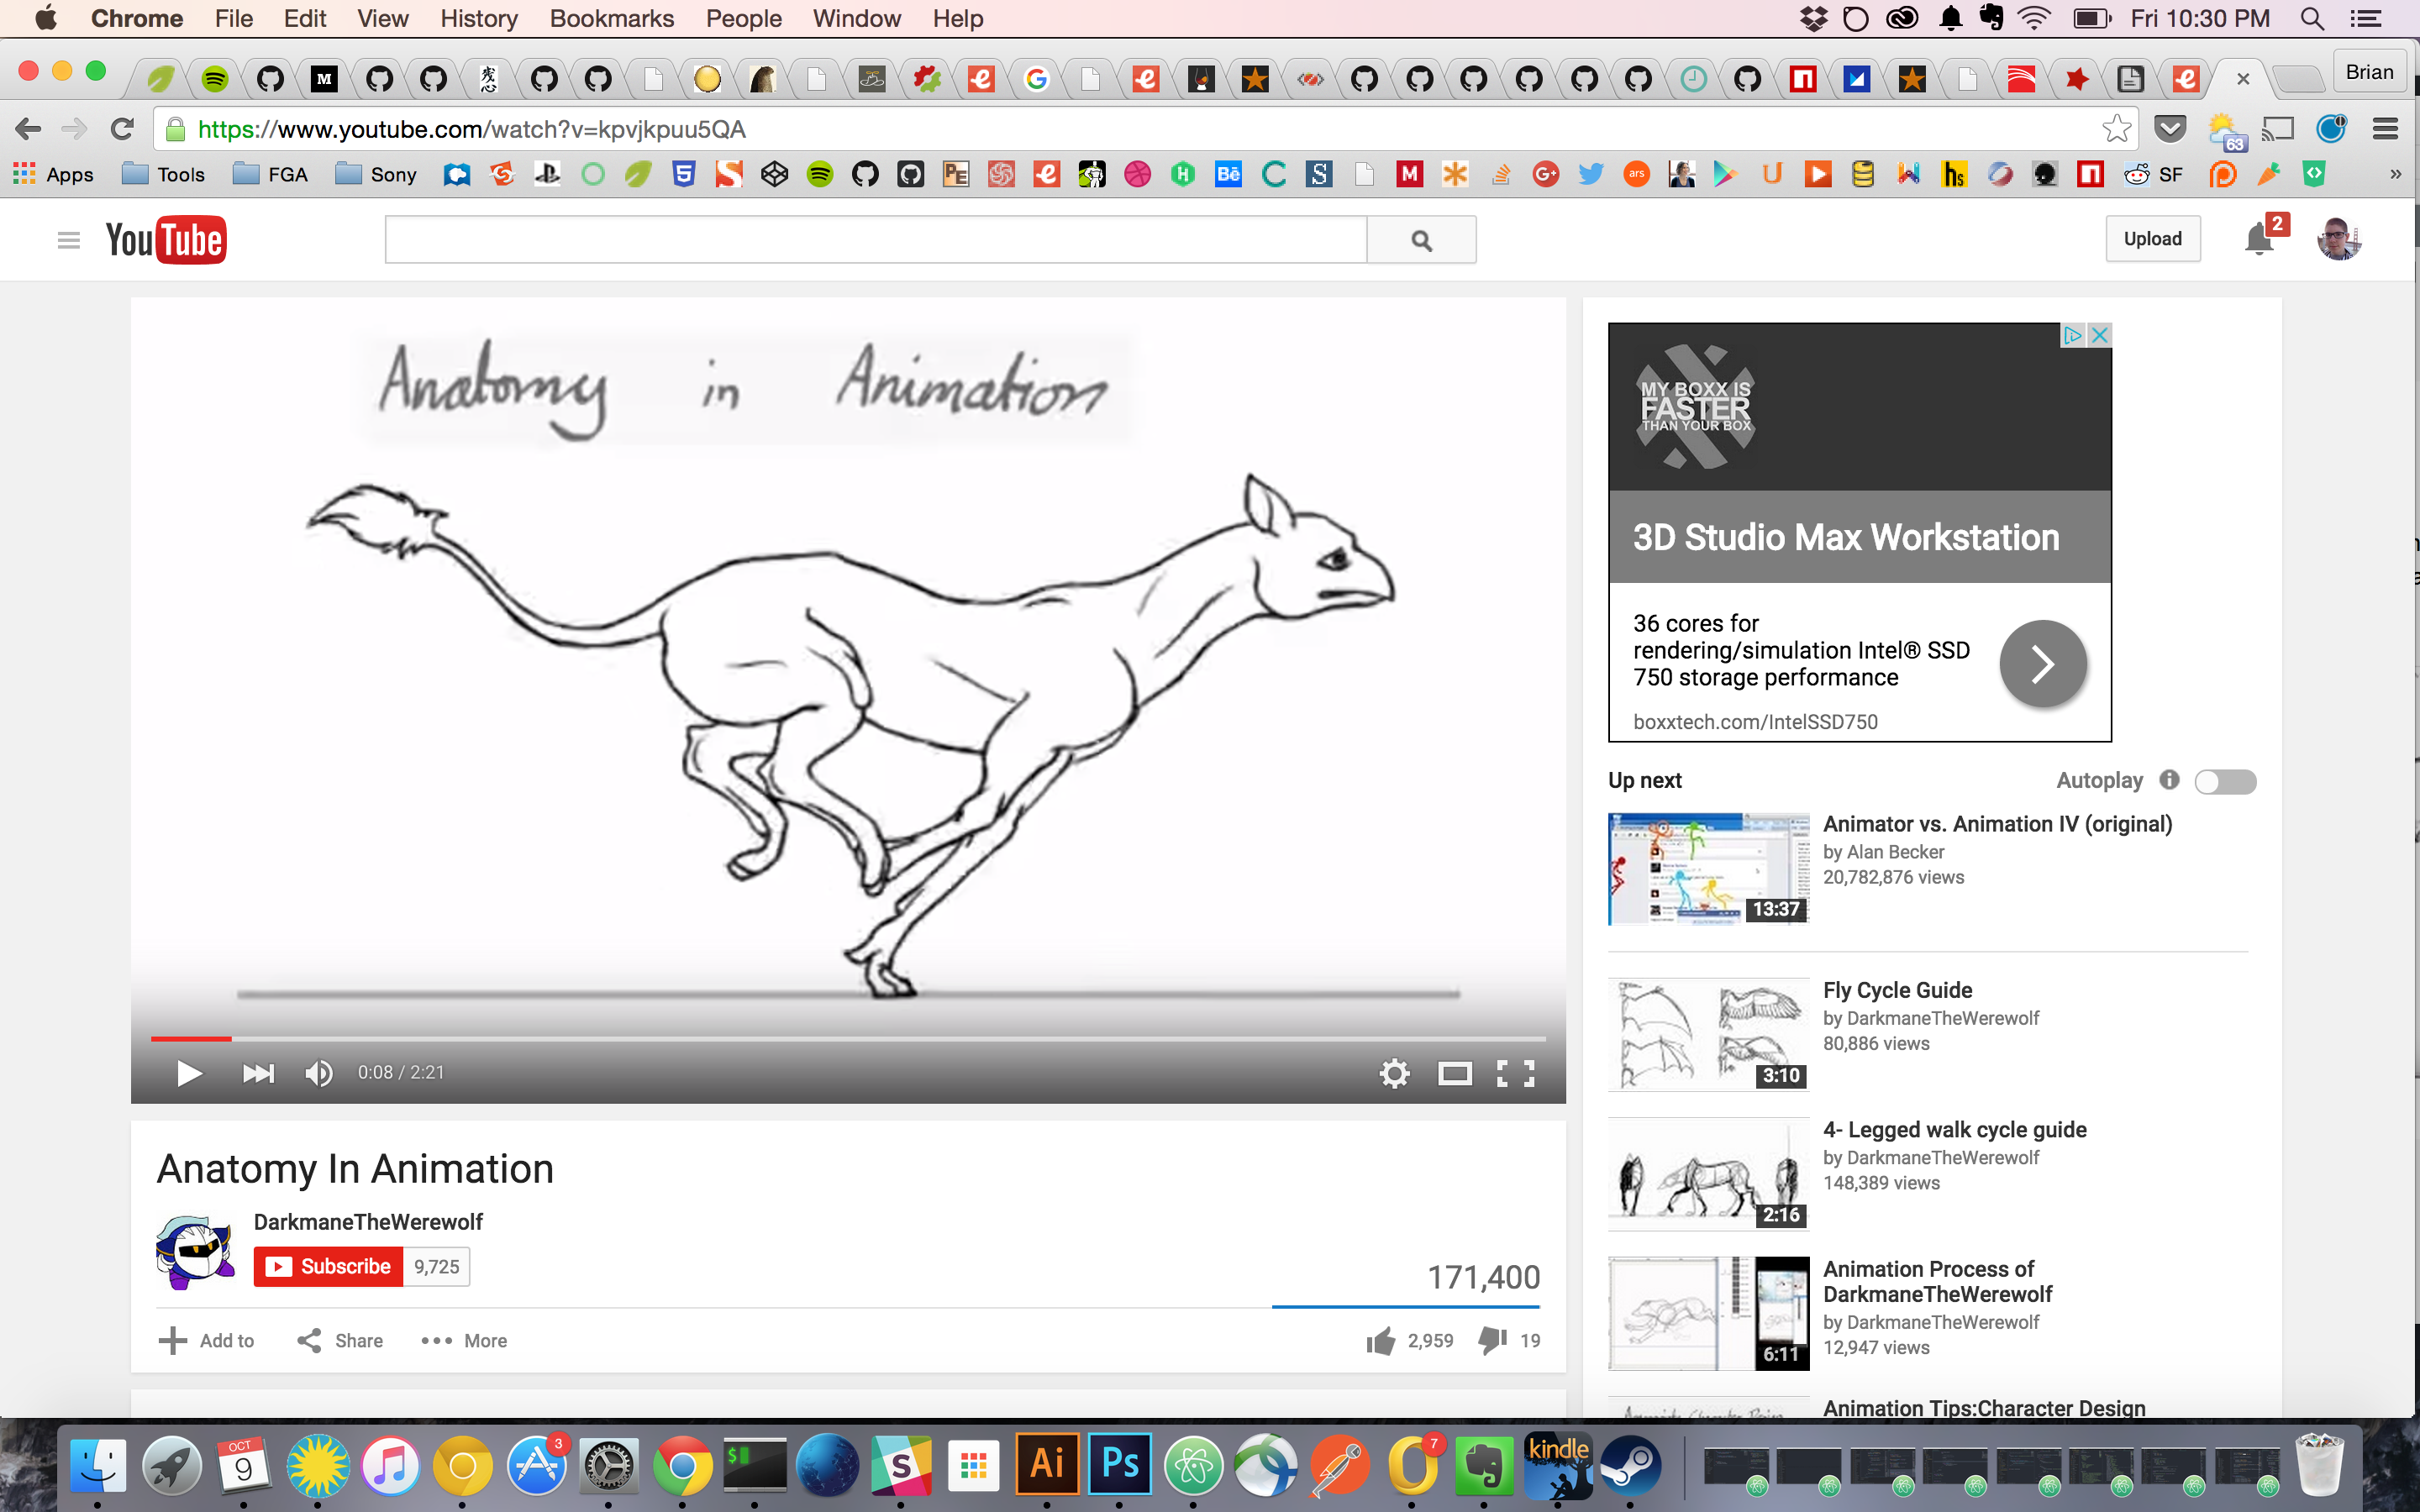 Chrome File Edit View History Bookmarks People Window Help Fri 10:30 PM
Brian
https://www.youtube.com/watch?v=kpvjkpuu5QA
63
Apps Tools FGA Sony SF
YouTube
Upload
2
Anatomy in Animation
MY BOXX IS
FASTER
THAN YOUR BOX
3D Studio Max Workstation
36 cores for
rendering/simulation Intel® SSD
750 storage performance
boxxtech.com/IntelSSD750
Up next
Autoplay
Animator vs. Animation IV (original)
by Alan Becker
20,782,876 views
13:37
Fly Cycle Guide
by DarkmaneTheWerewolf
80,886 views
3:10
0:08 / 2:21
4- Legged walk cycle guide
by DarkmaneTheWerewolf
148,389 views
2:16
Anatomy In Animation
DarkmaneTheWerewolf
Subscribe 9,725
171,400
Add to Share More
2,959 19
Animation Process of
DarkmaneTheWerewolf
by DarkmaneTheWerewolf
12,947 views
6:11
Animation Tips:Character Design
OCT
9
3
$
S
Ai
Ps
7
kindle